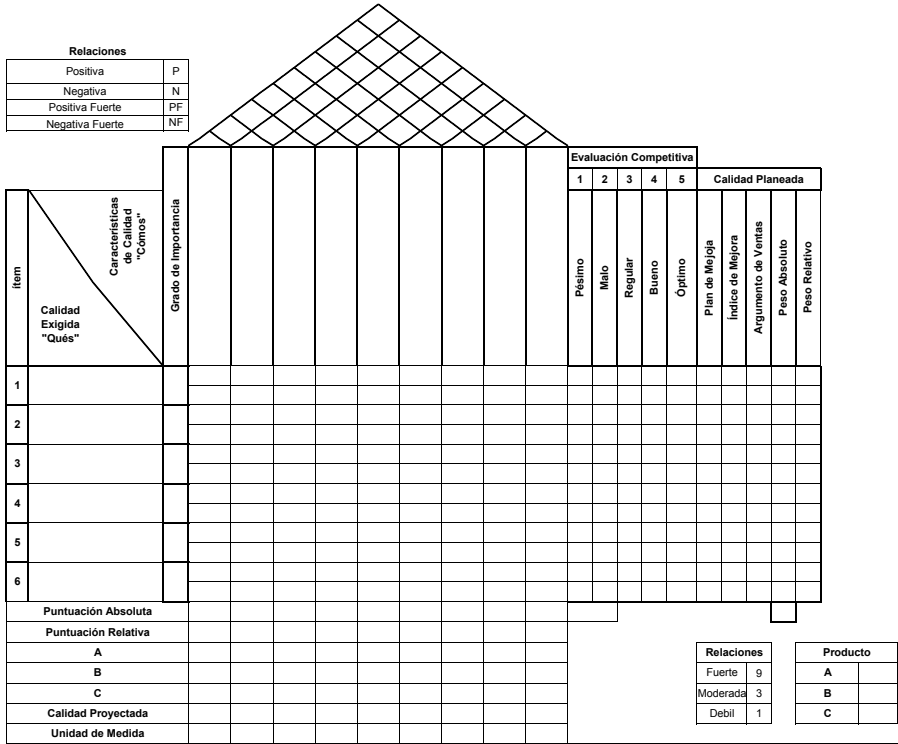 Relaciones
Positiva P
Negativa N
Positiva Fuerte PF
Negativa Fuerte NF
Evaluación Competitiva
1 2 3 4 5 Calidad Planeada
item
Características
de Calidad
"Cómos"
Calidad
Exigida
"Qués"
Grado de Importancia
Pésimo
Malo
Regular
Bueno
Óptimo
Plan de Mejoja
Índice de Mejora
Argumento de Ventas
Peso Absoluto
Peso Relativo
1
2
3
4
5
6
Puntuación Absoluta
Puntuación Relativa
A
B
C
Calidad Proyectada
Unidad de Medida
Relaciones
Fuerte 9
Moderada 3
Debil 1
Producto
A
B
C